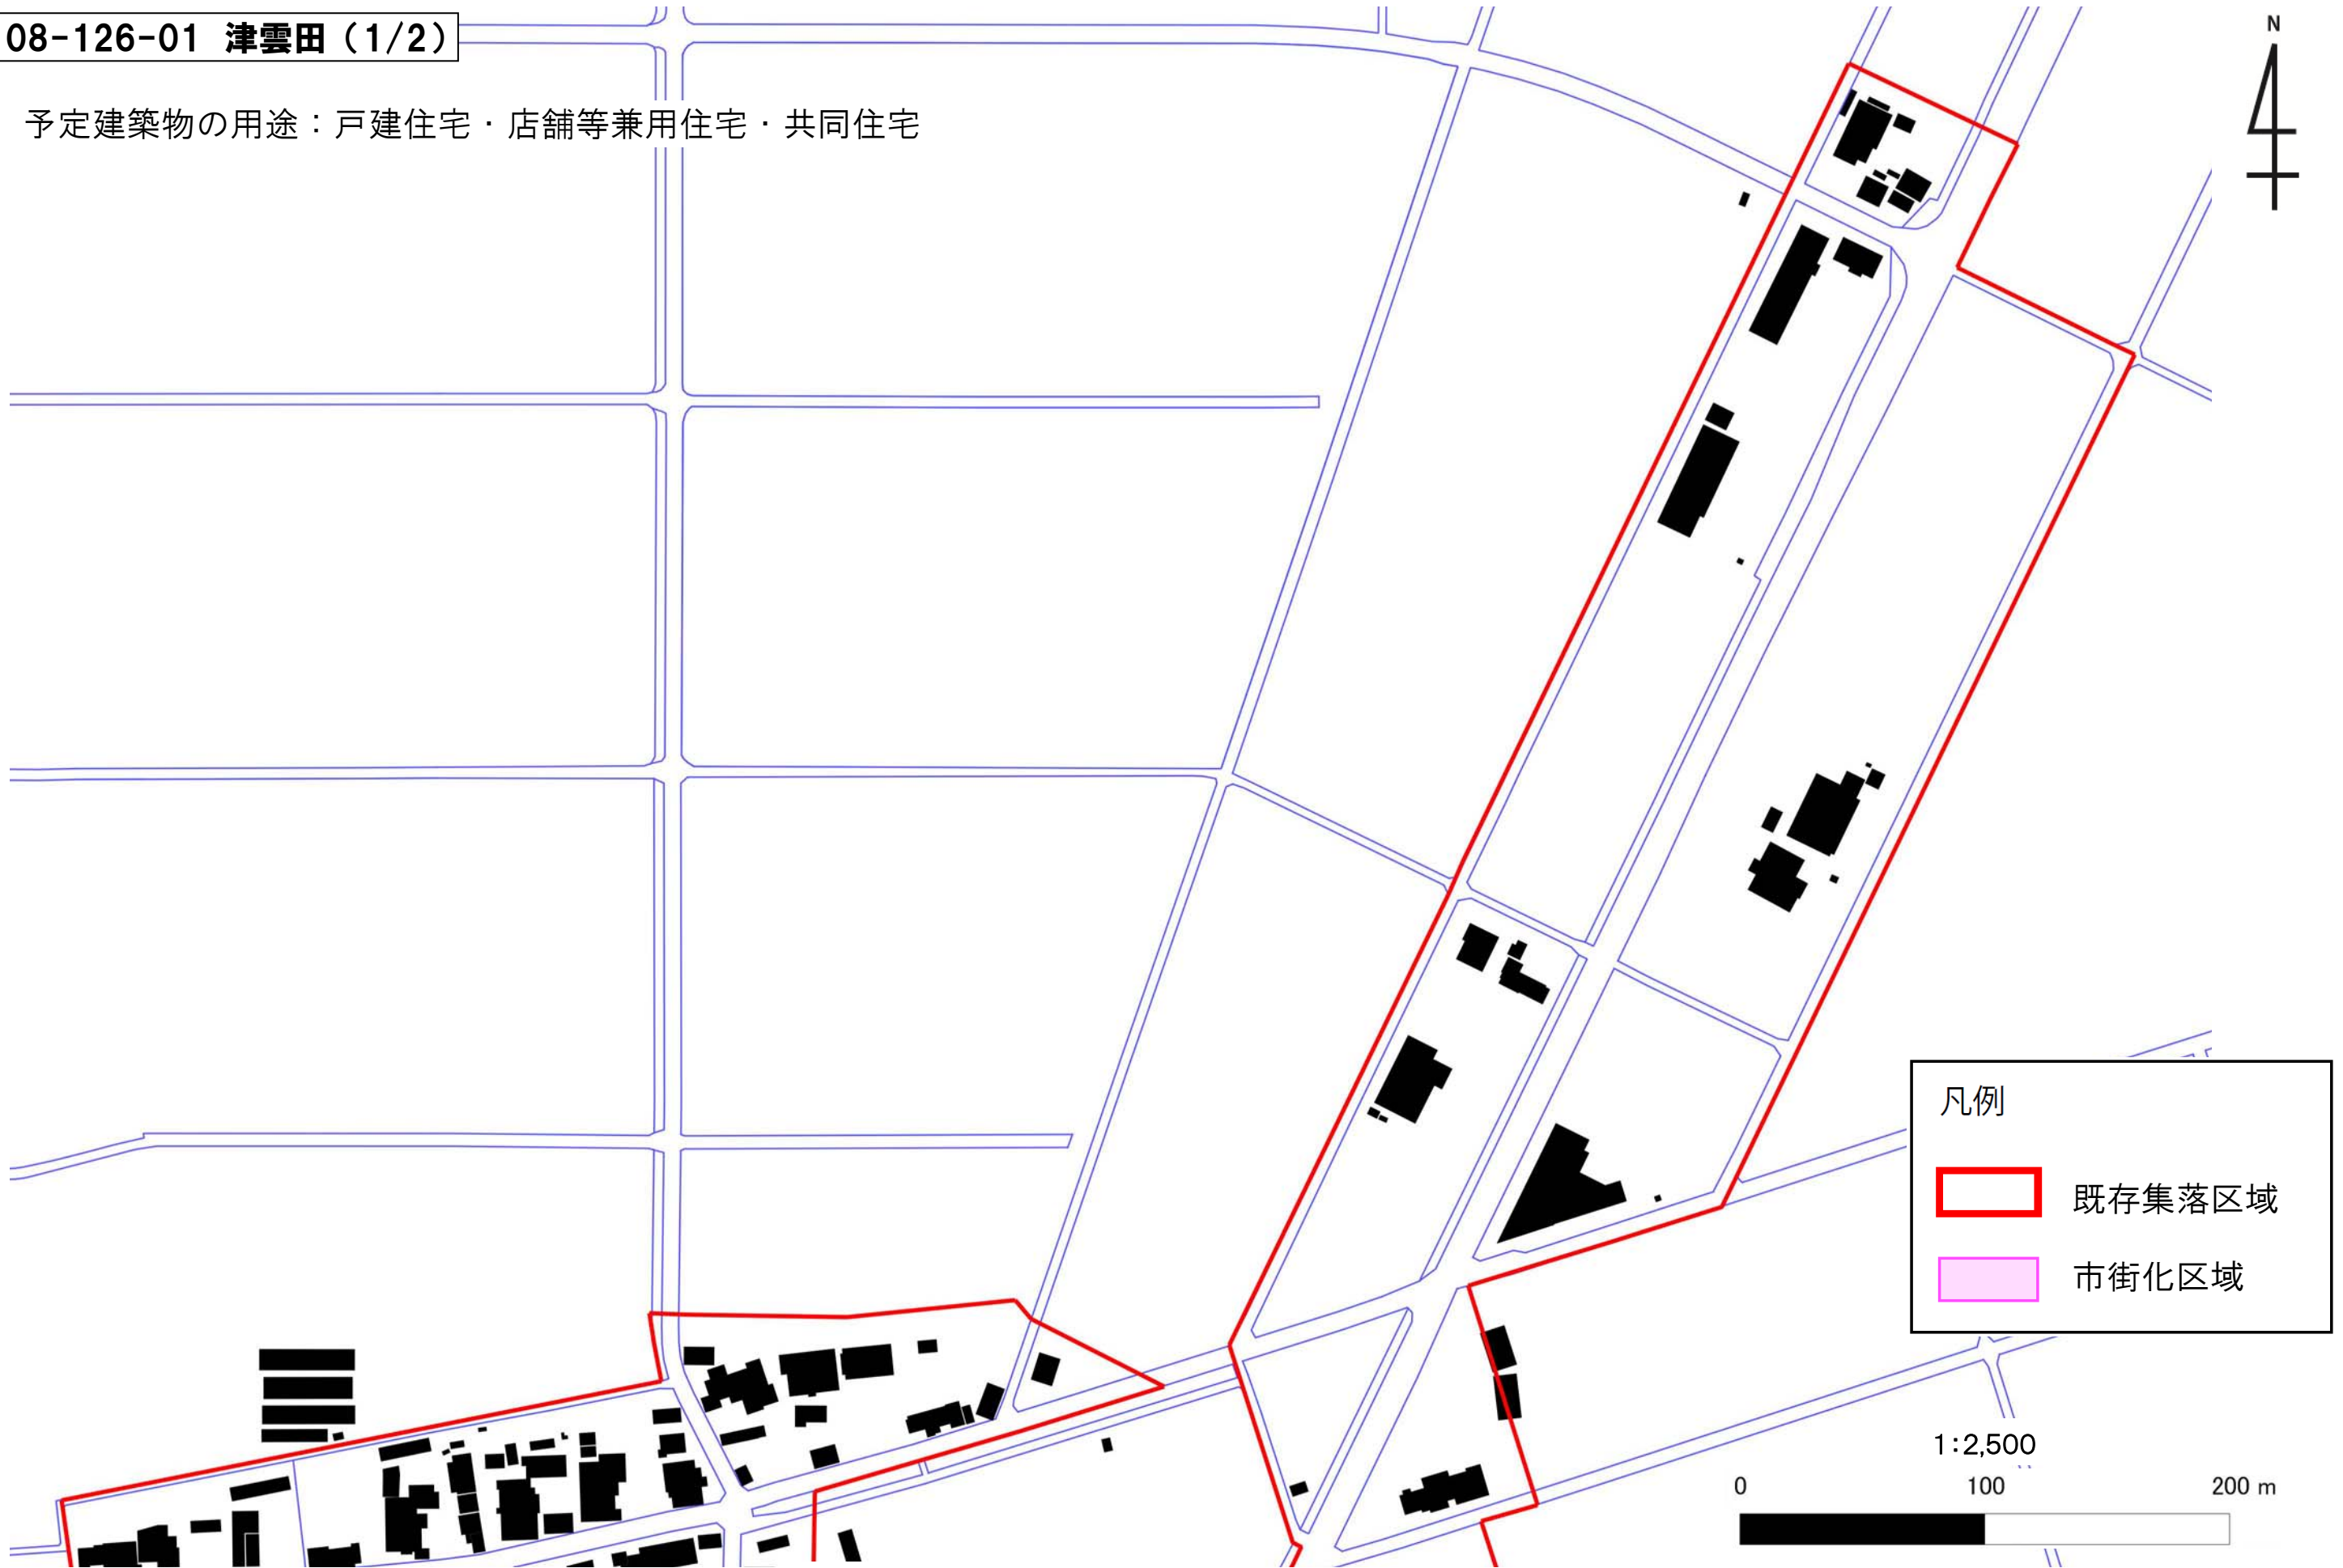 08-126-01 津雲田（1/2）
N
予定建築物の用途：戸建住宅・店舗等兼用住宅・共同住宅
凡例
既存集落区域
市街化区域
1:2,500
0 100 200 m